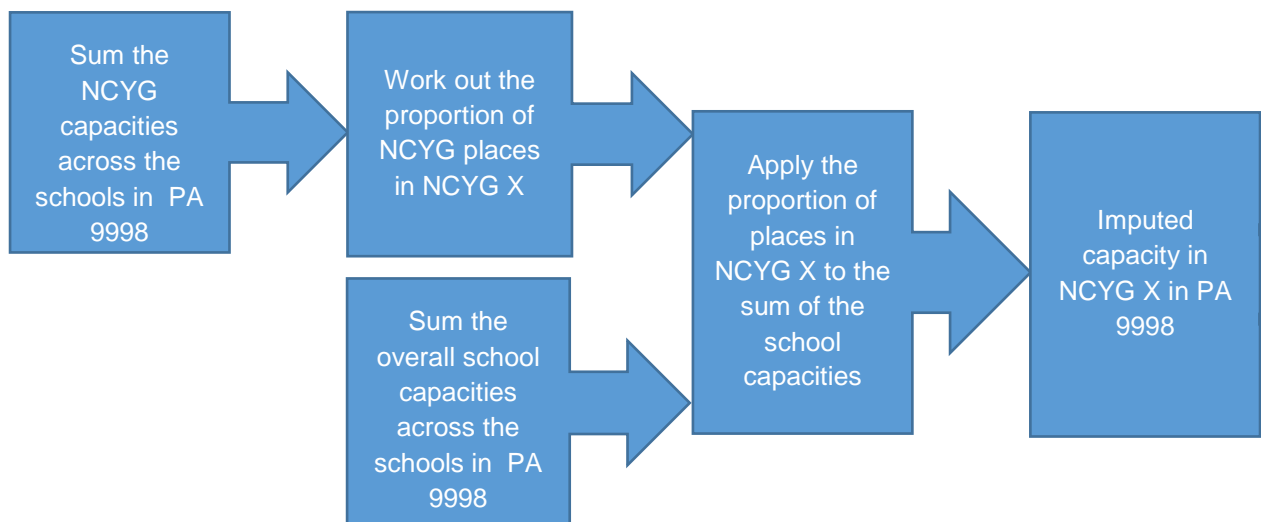 Sum the
NCYG
capacities
across the
schools in  PA
9998
Work out the
proportion of
NCYG places
in NCYG X
Sum the
overall school
capacities
across the
schools in  PA
9998
Apply the
proportion of
places in
NCYG X to the
sum of the
school
capacities
Imputed
capacity in
NCYG X in PA
9998